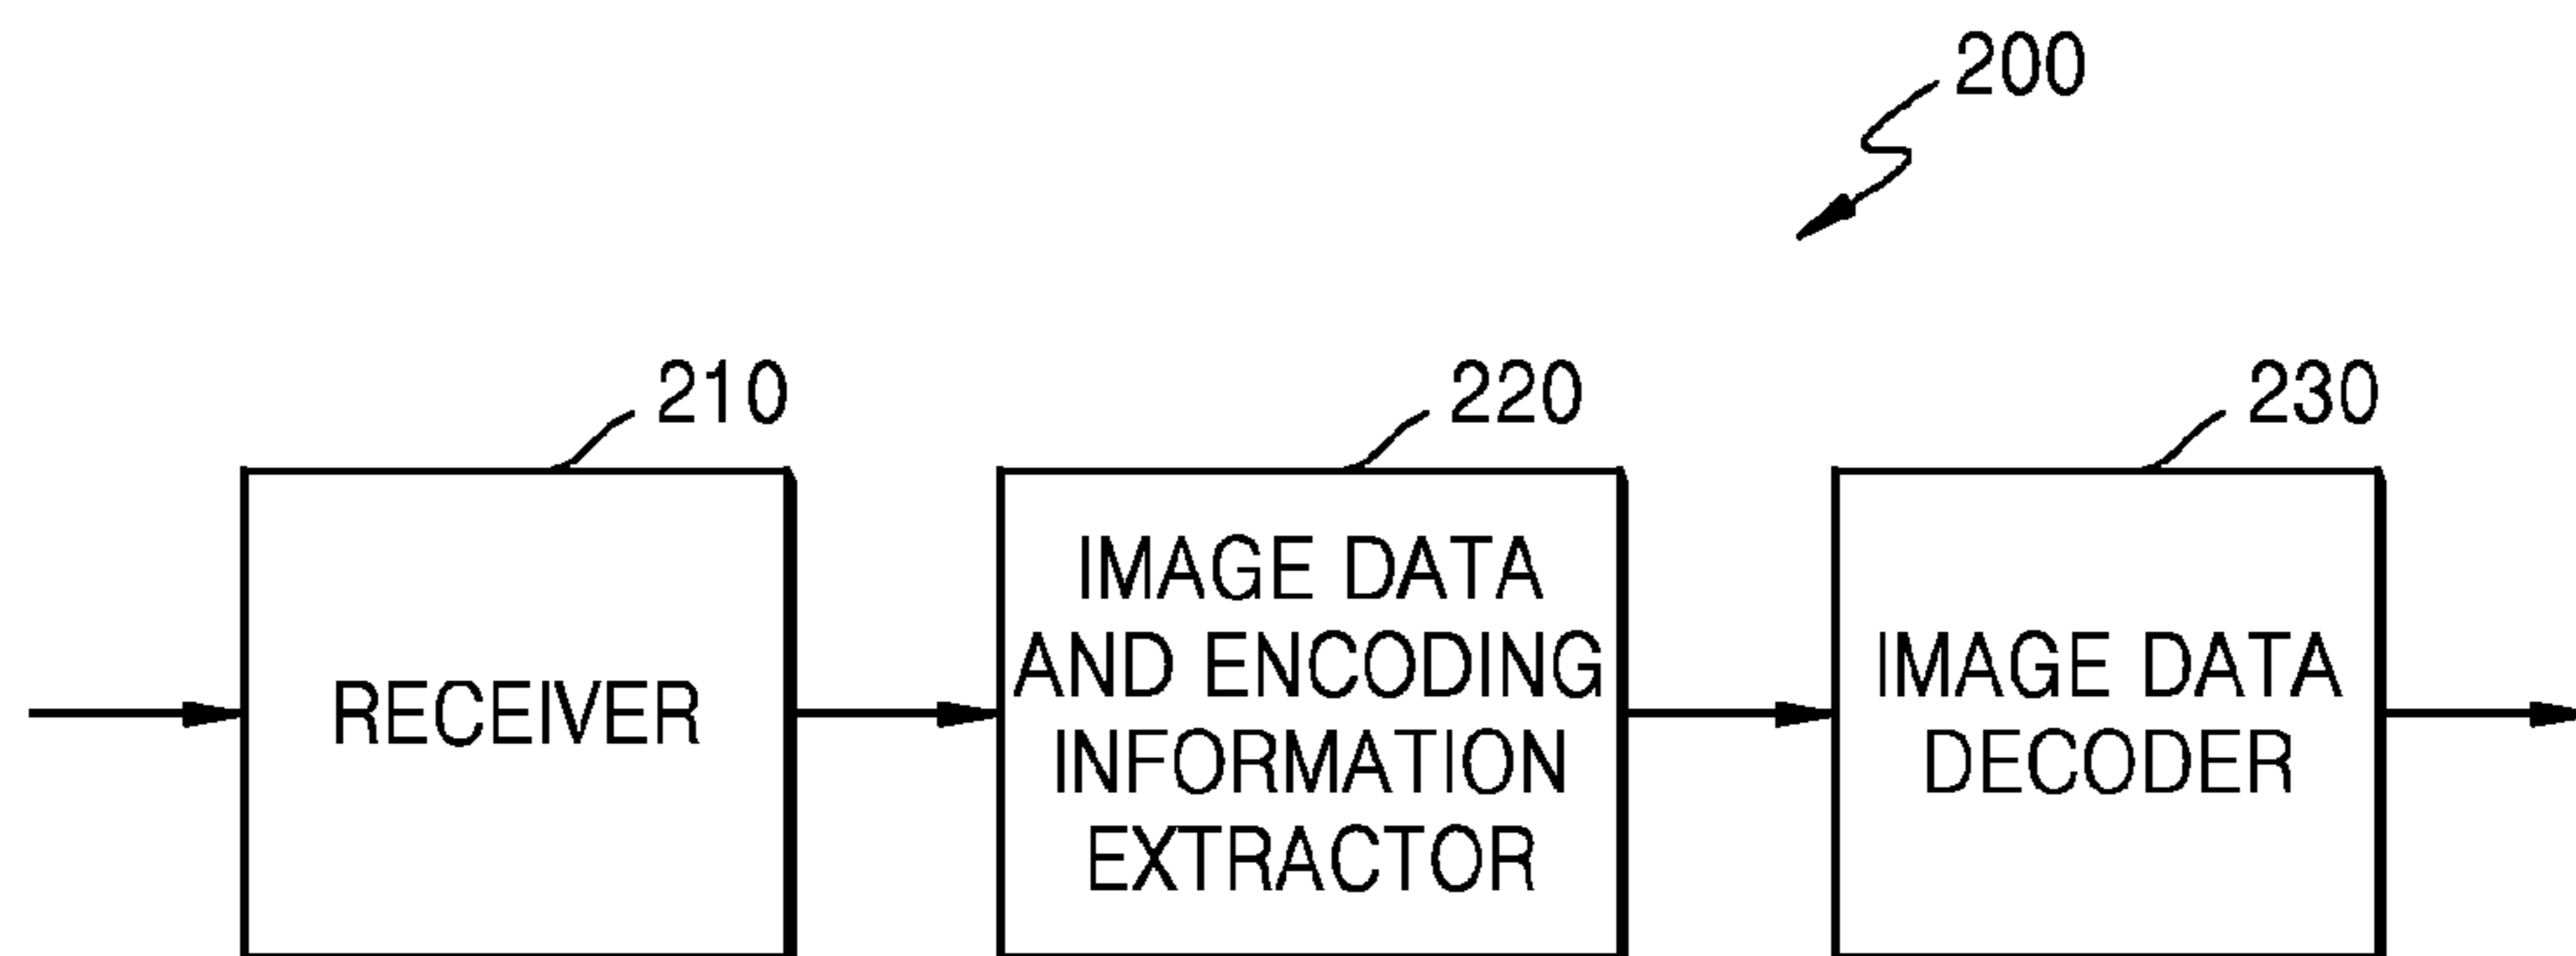 200
210
220
230
RECEIVER
IMAGE DATA
AND ENCODING
INFORMATION
EXTRACTOR
IMAGE DATA
DECODER